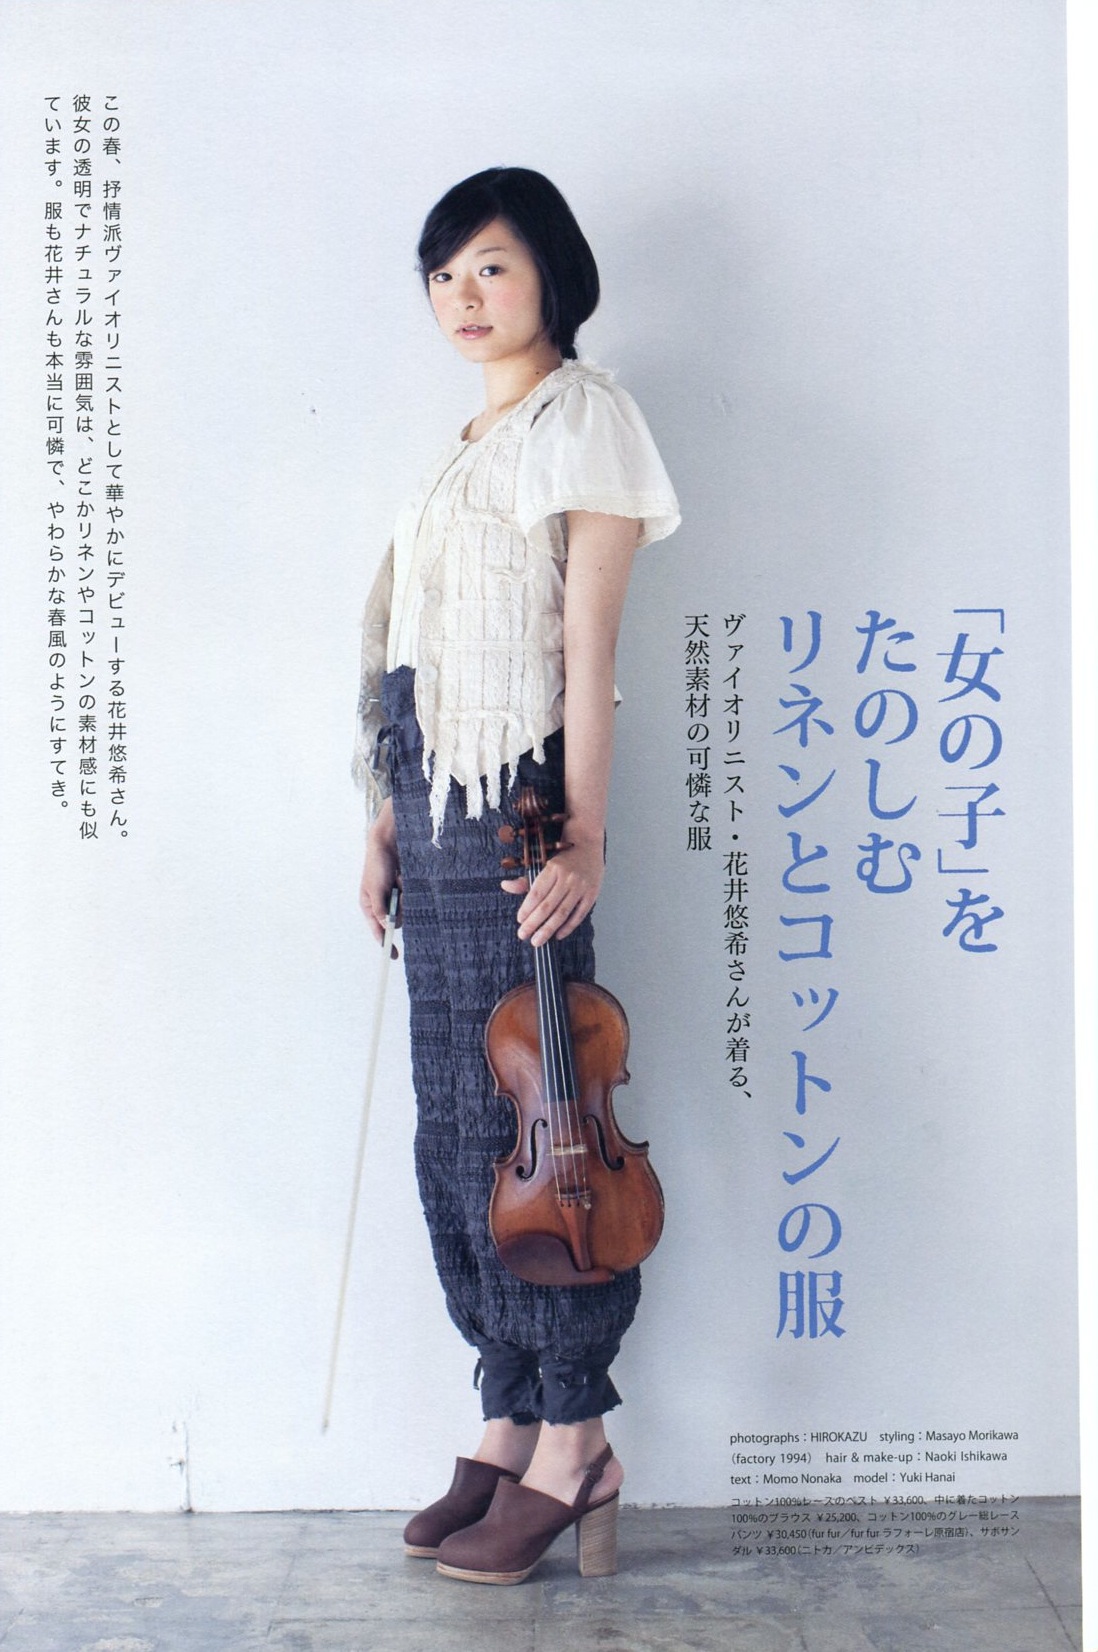 「女の子」を
たのしむ
リネンとコットンの服
ヴァイオリニスト・花井悠希さんが着る、
天然素材の可憐な服
この春、抒情派ヴァイオリニストとして華やかにデビューする花井悠希さん。
彼女の透明でナチュラルな雰囲気は、どこかリネンやコットンの素材感にも似
ています。服も花井さんも本当に可憐で、やわらかな春風のようにすてき。
photographs：HIROKAZU　styling：Masayo Morikawa
（factory 1994）　hair & make-up：Naoki Ishikawa
text：Momo Nonaka　model：Yuki Hanai
コットン100%レースのベスト ￥33,600、中に着たコットン
100%のブラウス ￥25,200、コットン100%のグレー総レース
パンツ ￥30,450（fur fur／fur fur ラフォーレ原宿店）、サボサン
ダル ￥33,600（ニトカ／アンビデックス）